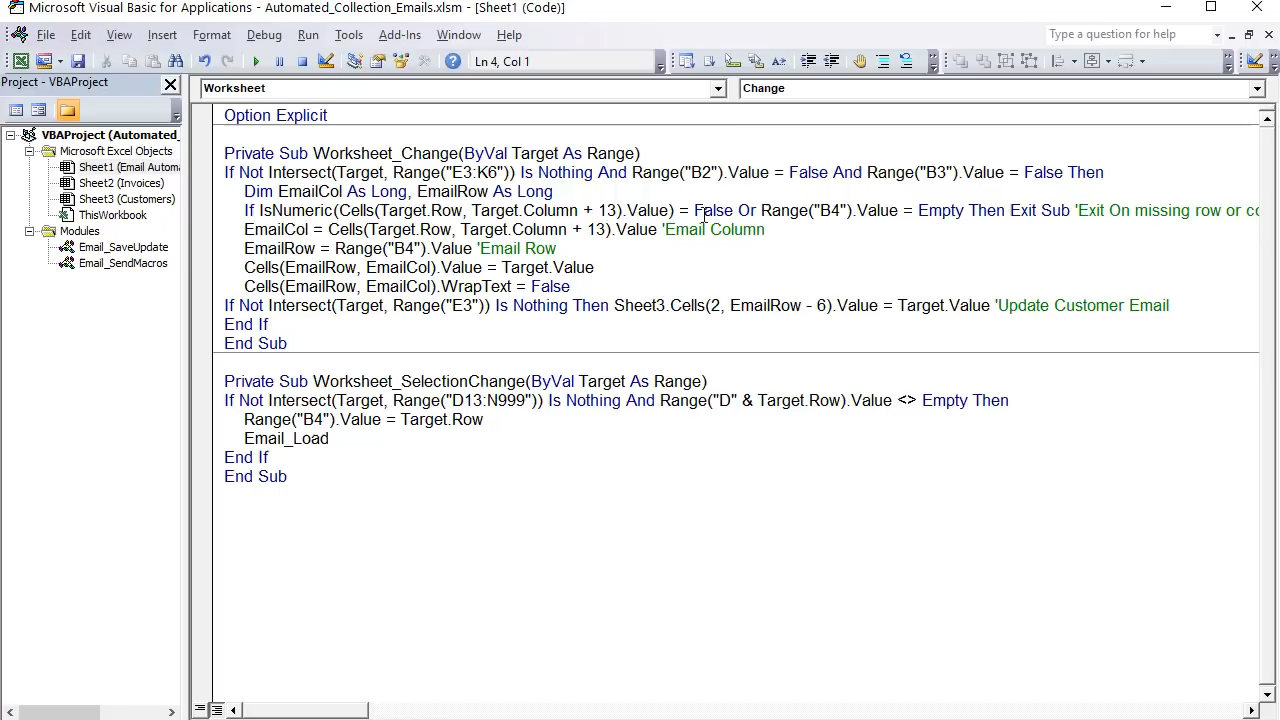 Microsoft Visual Basic for Applications - Automated_Collection_Emails.xlsm - [Sheet1 (Code)]
File Edit View Insert Format Debug Run Tools Add-Ins Window Help
Type a question for help
Ln 4, Col 1
Project - VBAProject
Worksheet
Change
VBAProject (Automated_
Microsoft Excel Objects
Sheet1 (Email Autom
Sheet2 (Invoices)
Sheet3 (Customers)
ThisWorkbook
Modules
Email_SaveUpdate
Email_SendMacros
Option Explicit
Private Sub Worksheet_Change(ByVal Target As Range)
If Not Intersect(Target, Range("E3:K6")) Is Nothing And Range("B2").Value = False And Range("B3").Value = False Then
Dim EmailCol As Long, EmailRow As Long
If IsNumeric(Cells(Target.Row, Target.Column + 13).Value) = False Or Range("B4").Value = Empty Then Exit Sub 'Exit On missing row or co
EmailCol = Cells(Target.Row, Target.Column + 13).Value 'Email Column
EmailRow = Range("B4").Value 'Email Row
Cells(EmailRow, EmailCol).Value = Target.Value
Cells(EmailRow, EmailCol).WrapText = False
If Not Intersect(Target, Range("E3")) Is Nothing Then Sheet3.Cells(2, EmailRow - 6).Value = Target.Value 'Update Customer Email
End If
End Sub
Private Sub Worksheet_SelectionChange(ByVal Target As Range)
If Not Intersect(Target, Range("D13:N999")) Is Nothing And Range("D" & Target.Row).Value <> Empty Then
Range("B4").Value = Target.Row
Email_Load
End If
End Sub